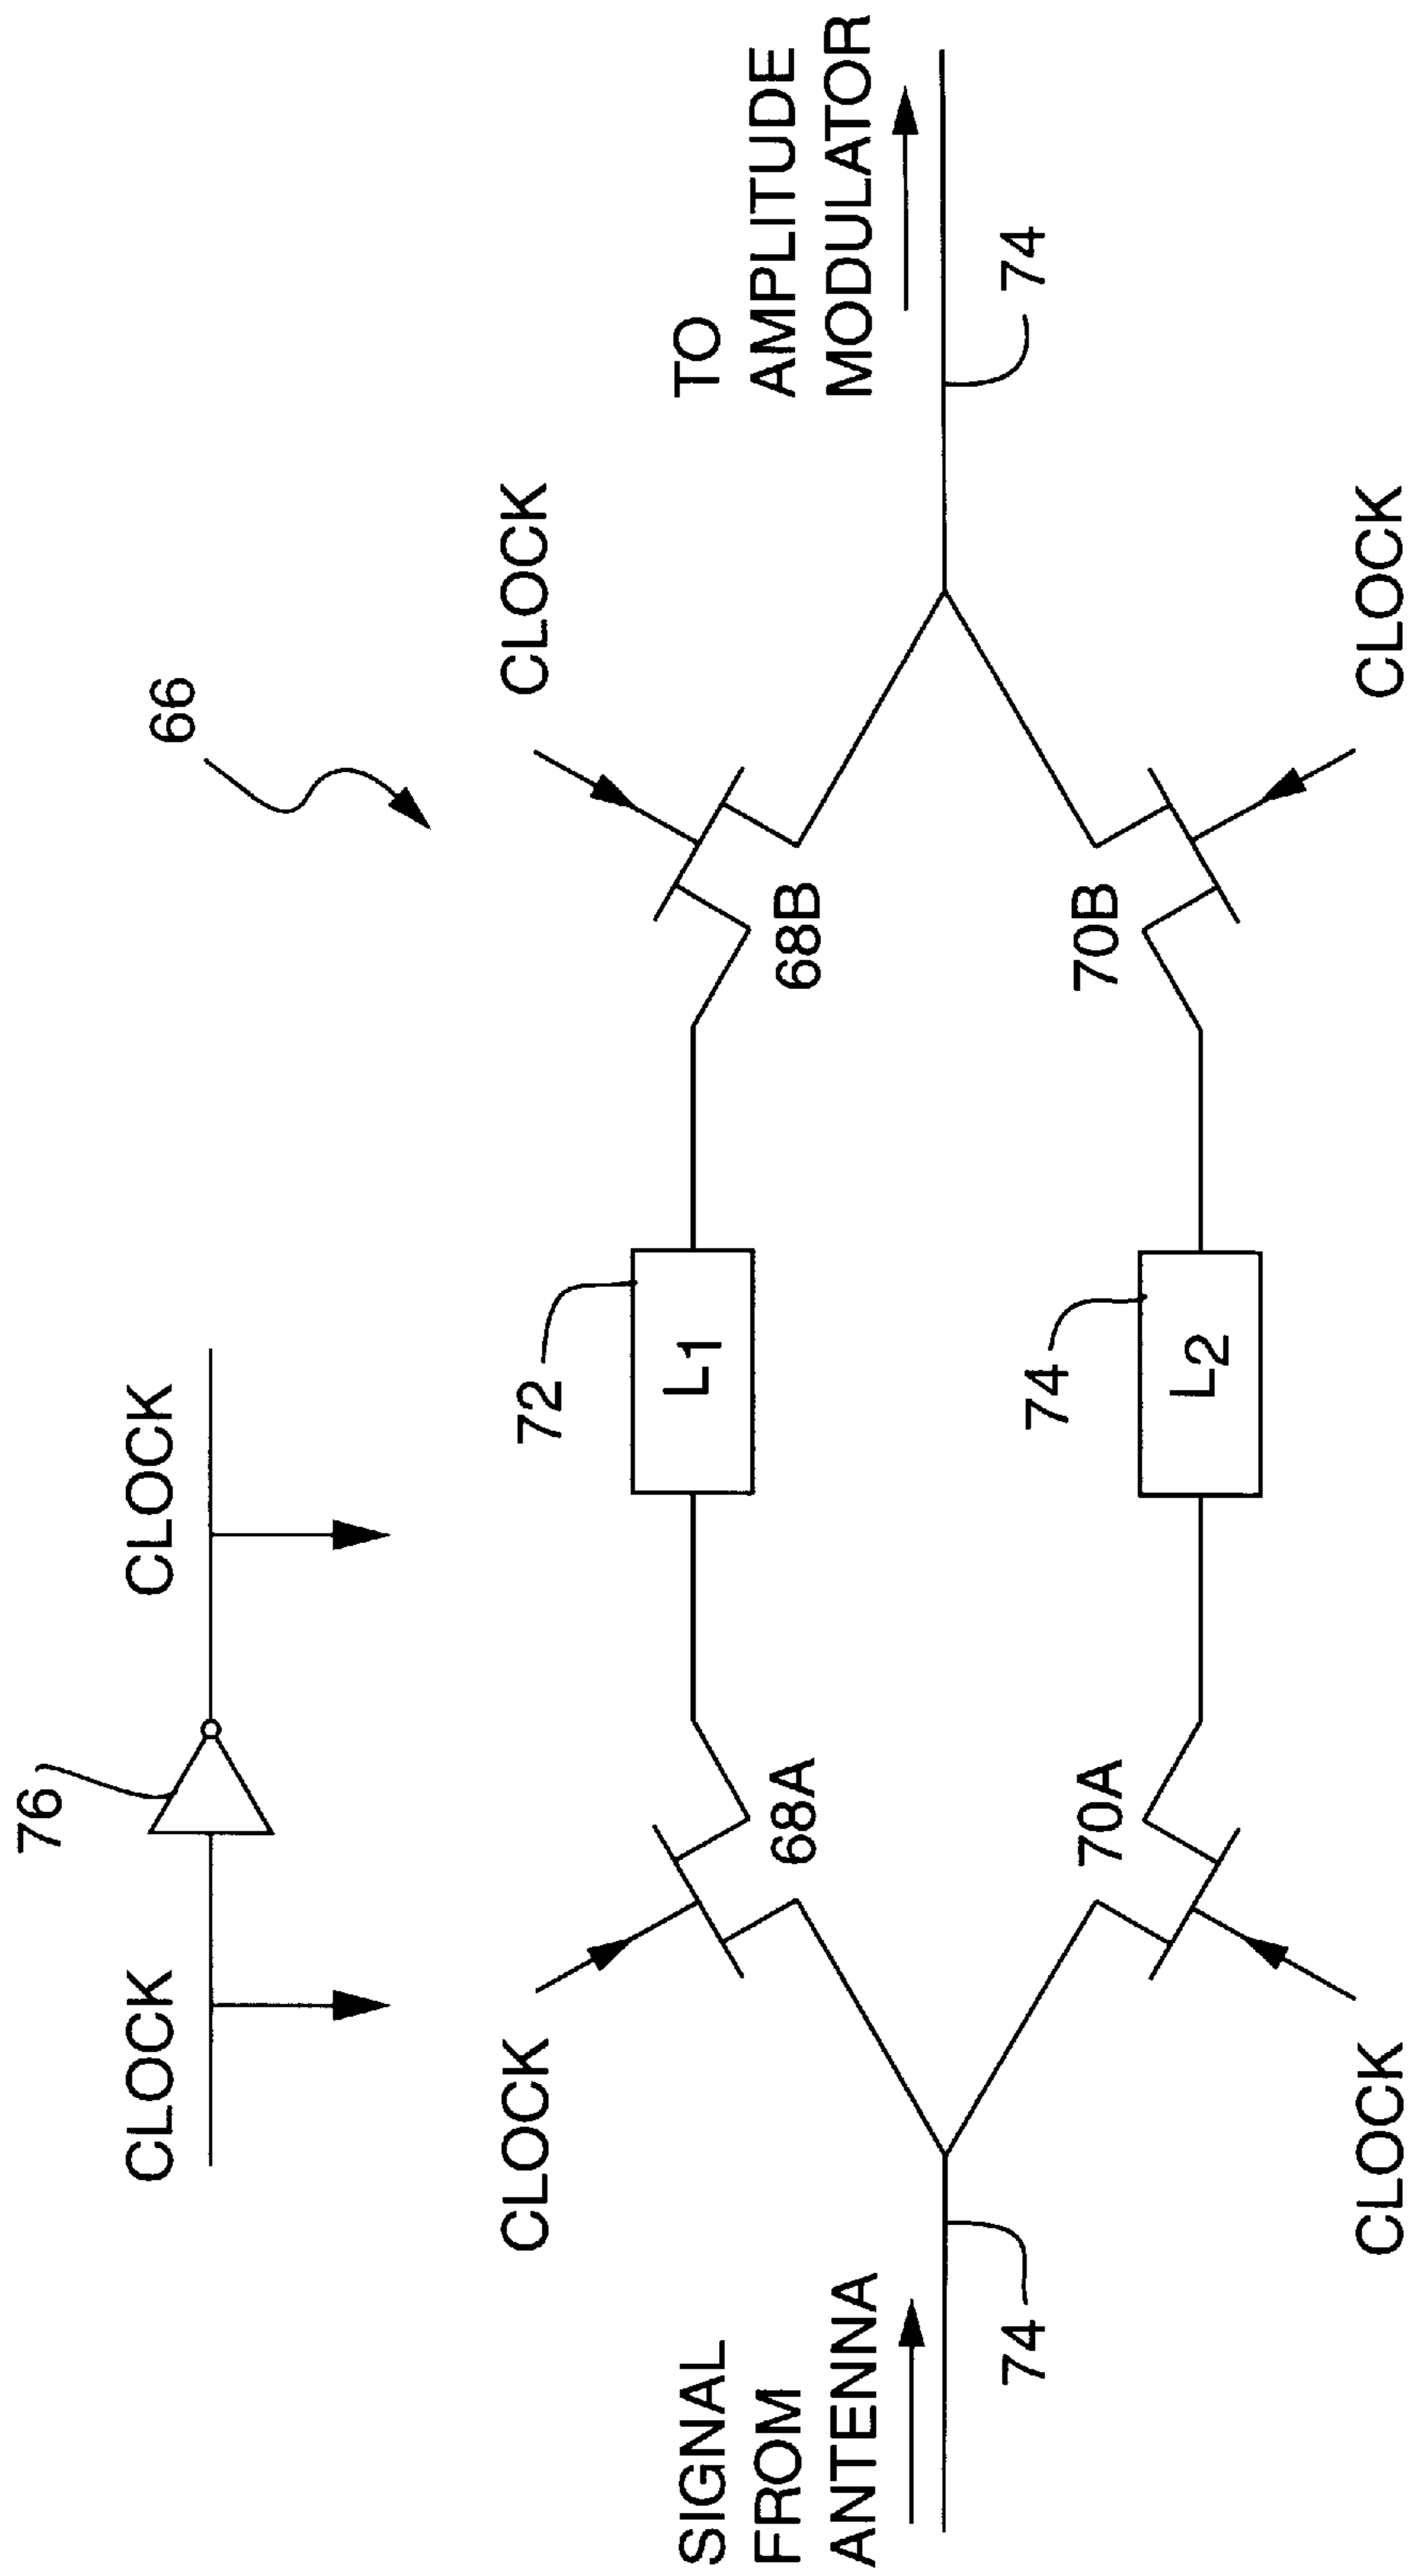 76
CLOCK
CLOCK
66
CLOCK
CLOCK
SIGNAL
FROM
ANTENNA
TO
AMPLITUDE
MODULATOR
72
L1
68A
68B
74
74
74
L2
70A
70B
CLOCK
CLOCK